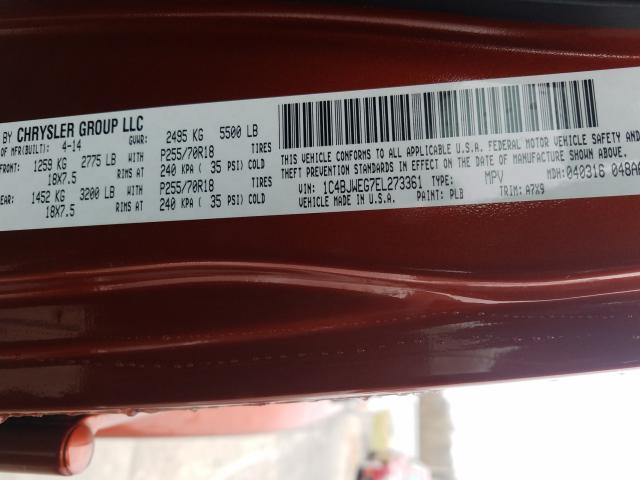 BY CHRYSLER GROUP LLC
OF MFR(BUILT): 4-14 GVWR: 2495 KG 5500 LB
FRONT: 1259 KG 2775 LB WITH P255/70R18 TIRES
18X7.5 RIMS AT 240 KPA ( 35 PSI) COLD
EAR: 1452 KG 3200 LB WITH P255/70R18 TIRES
18X7.5 RIMS AT 240 KPA ( 35 PSI) COLD
THIS VEHICLE CONFORMS TO ALL APPLICABLE U.S.A. FEDERAL MOTOR VEHICLE SAFETY AND
THEFT PREVENTION STANDARDS IN EFFECT ON THE DATE OF MANUFACTURE SHOWN ABOVE.
VIN: 1C4BJWEG7EL273361 TYPE: MPV MDH: 040316 048AA
VEHICLE MADE IN U.S.A. PAINT: PLB TRIM: A7X9